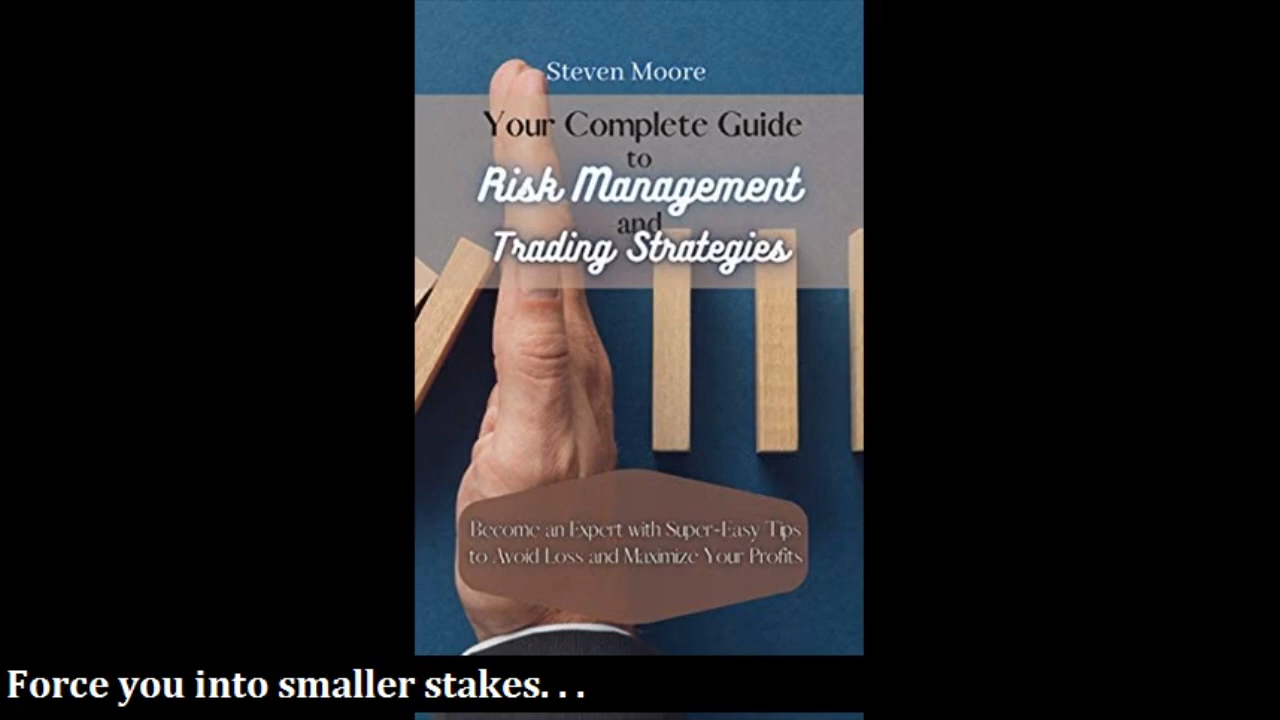 Steven Moore
Your Complete Guide
to
Risk Management
and
Trading Strategies
Become an Expert with Super-Easy Tips
to Avoid Loss and Maximize Your Profits
Force you into smaller stakes. . .